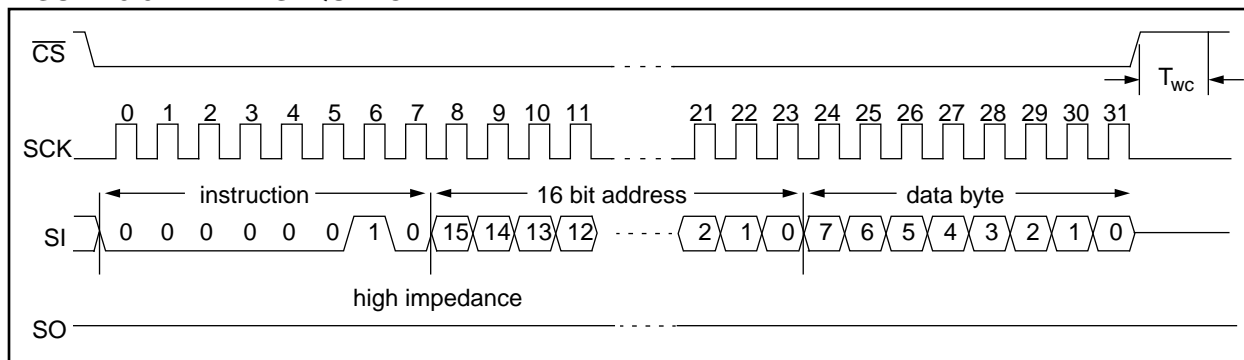 CS
T_wc
0 1 2 3 4 5 6 7 8 9 10 11 21 22 23 24 25 26 27 28 29 30 31
SCK
instruction 16 bit address data byte
SI 0 0 0 0 0 0 1 0 15 14 13 12 2 1 0 7 6 5 4 3 2 1 0
high impedance
SO